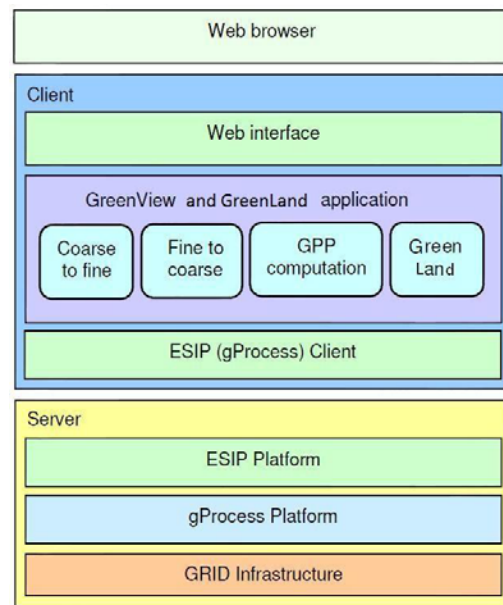 Web browser
Client
Web interface
GreenView and GreenLand application
Coarse
to fine
Fine to
coarse
GPP
computation
Green
Land
ESIP (gProcess) Client
Server
ESIP Platform
gProcess Platform
GRID Infrastructure